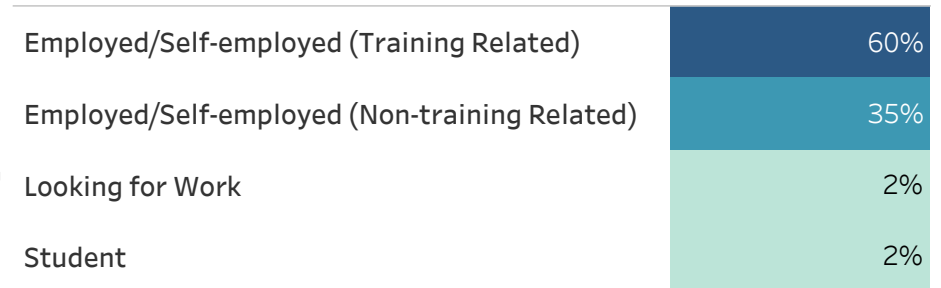 Employed/Self-employed (Training Related) 60%
Employed/Self-employed (Non-training Related) 35%
Looking for Work 2%
Student 2%